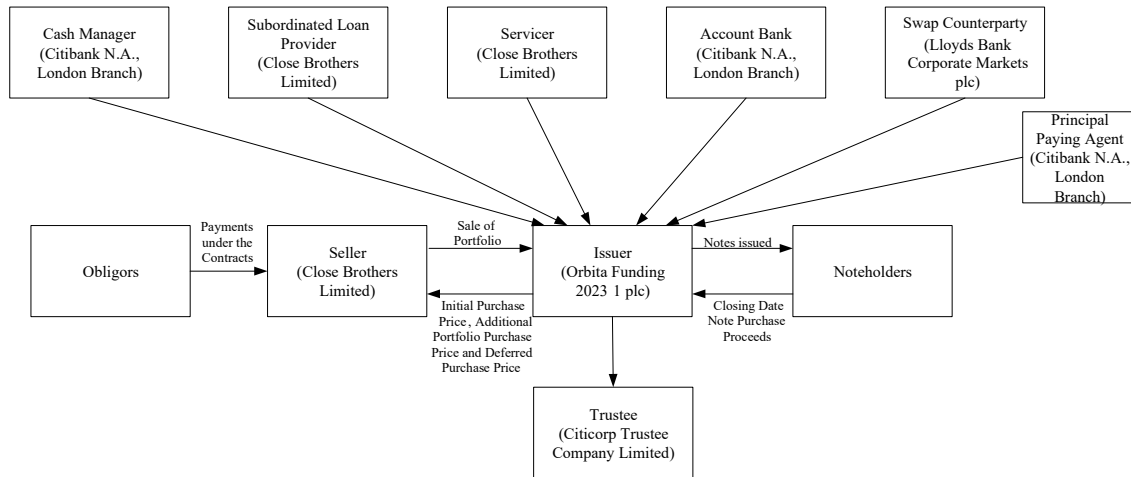 Cash Manager
(Citibank N.A.,
London Branch)
Subordinated Loan
Provider
(Close Brothers
Limited)
Servicer
(Close Brothers
Limited)
Account Bank
(Citibank N.A.,
London Branch)
Swap Counterparty
(Lloyds Bank
Corporate Markets
plc)
Principal
Paying Agent
(Citibank N.A.,
London
Branch)
Obligors
Payments
under the
Contracts
Seller
(Close Brothers
Limited)
Sale of
Portfolio
Initial Purchase
Price, Additional
Portfolio Purchase
Price and Deferred
Purchase Price
Issuer
(Orbita Funding
2023 1 plc)
Notes issued
Closing Date
Note Purchase
Proceeds
Noteholders
Trustee
(Citicorp Trustee
Company Limited)